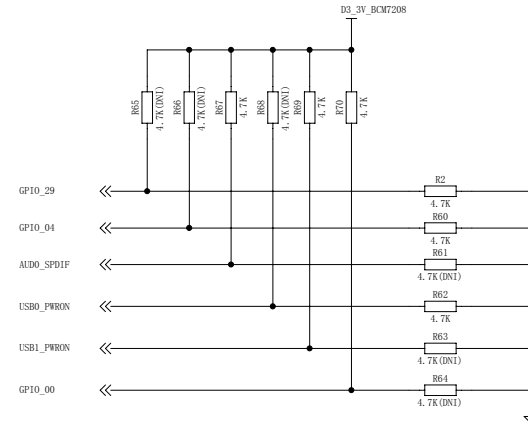 D3_3V_BCM7208
R65
4.7K(DNI)
R66
4.7K(DNI)
R67
4.7K
R68
4.7K(DNI)
R69
4.7K
R70
4.7K
GPIO_29
R2
4.7K
GPIO_04
R60
4.7K
AUD0_SPDIF
R61
4.7K(DNI)
USB0_PWRON
R62
4.7K
USB1_PWRON
R63
4.7K(DNI)
GPIO_00
R64
4.7K(DNI)